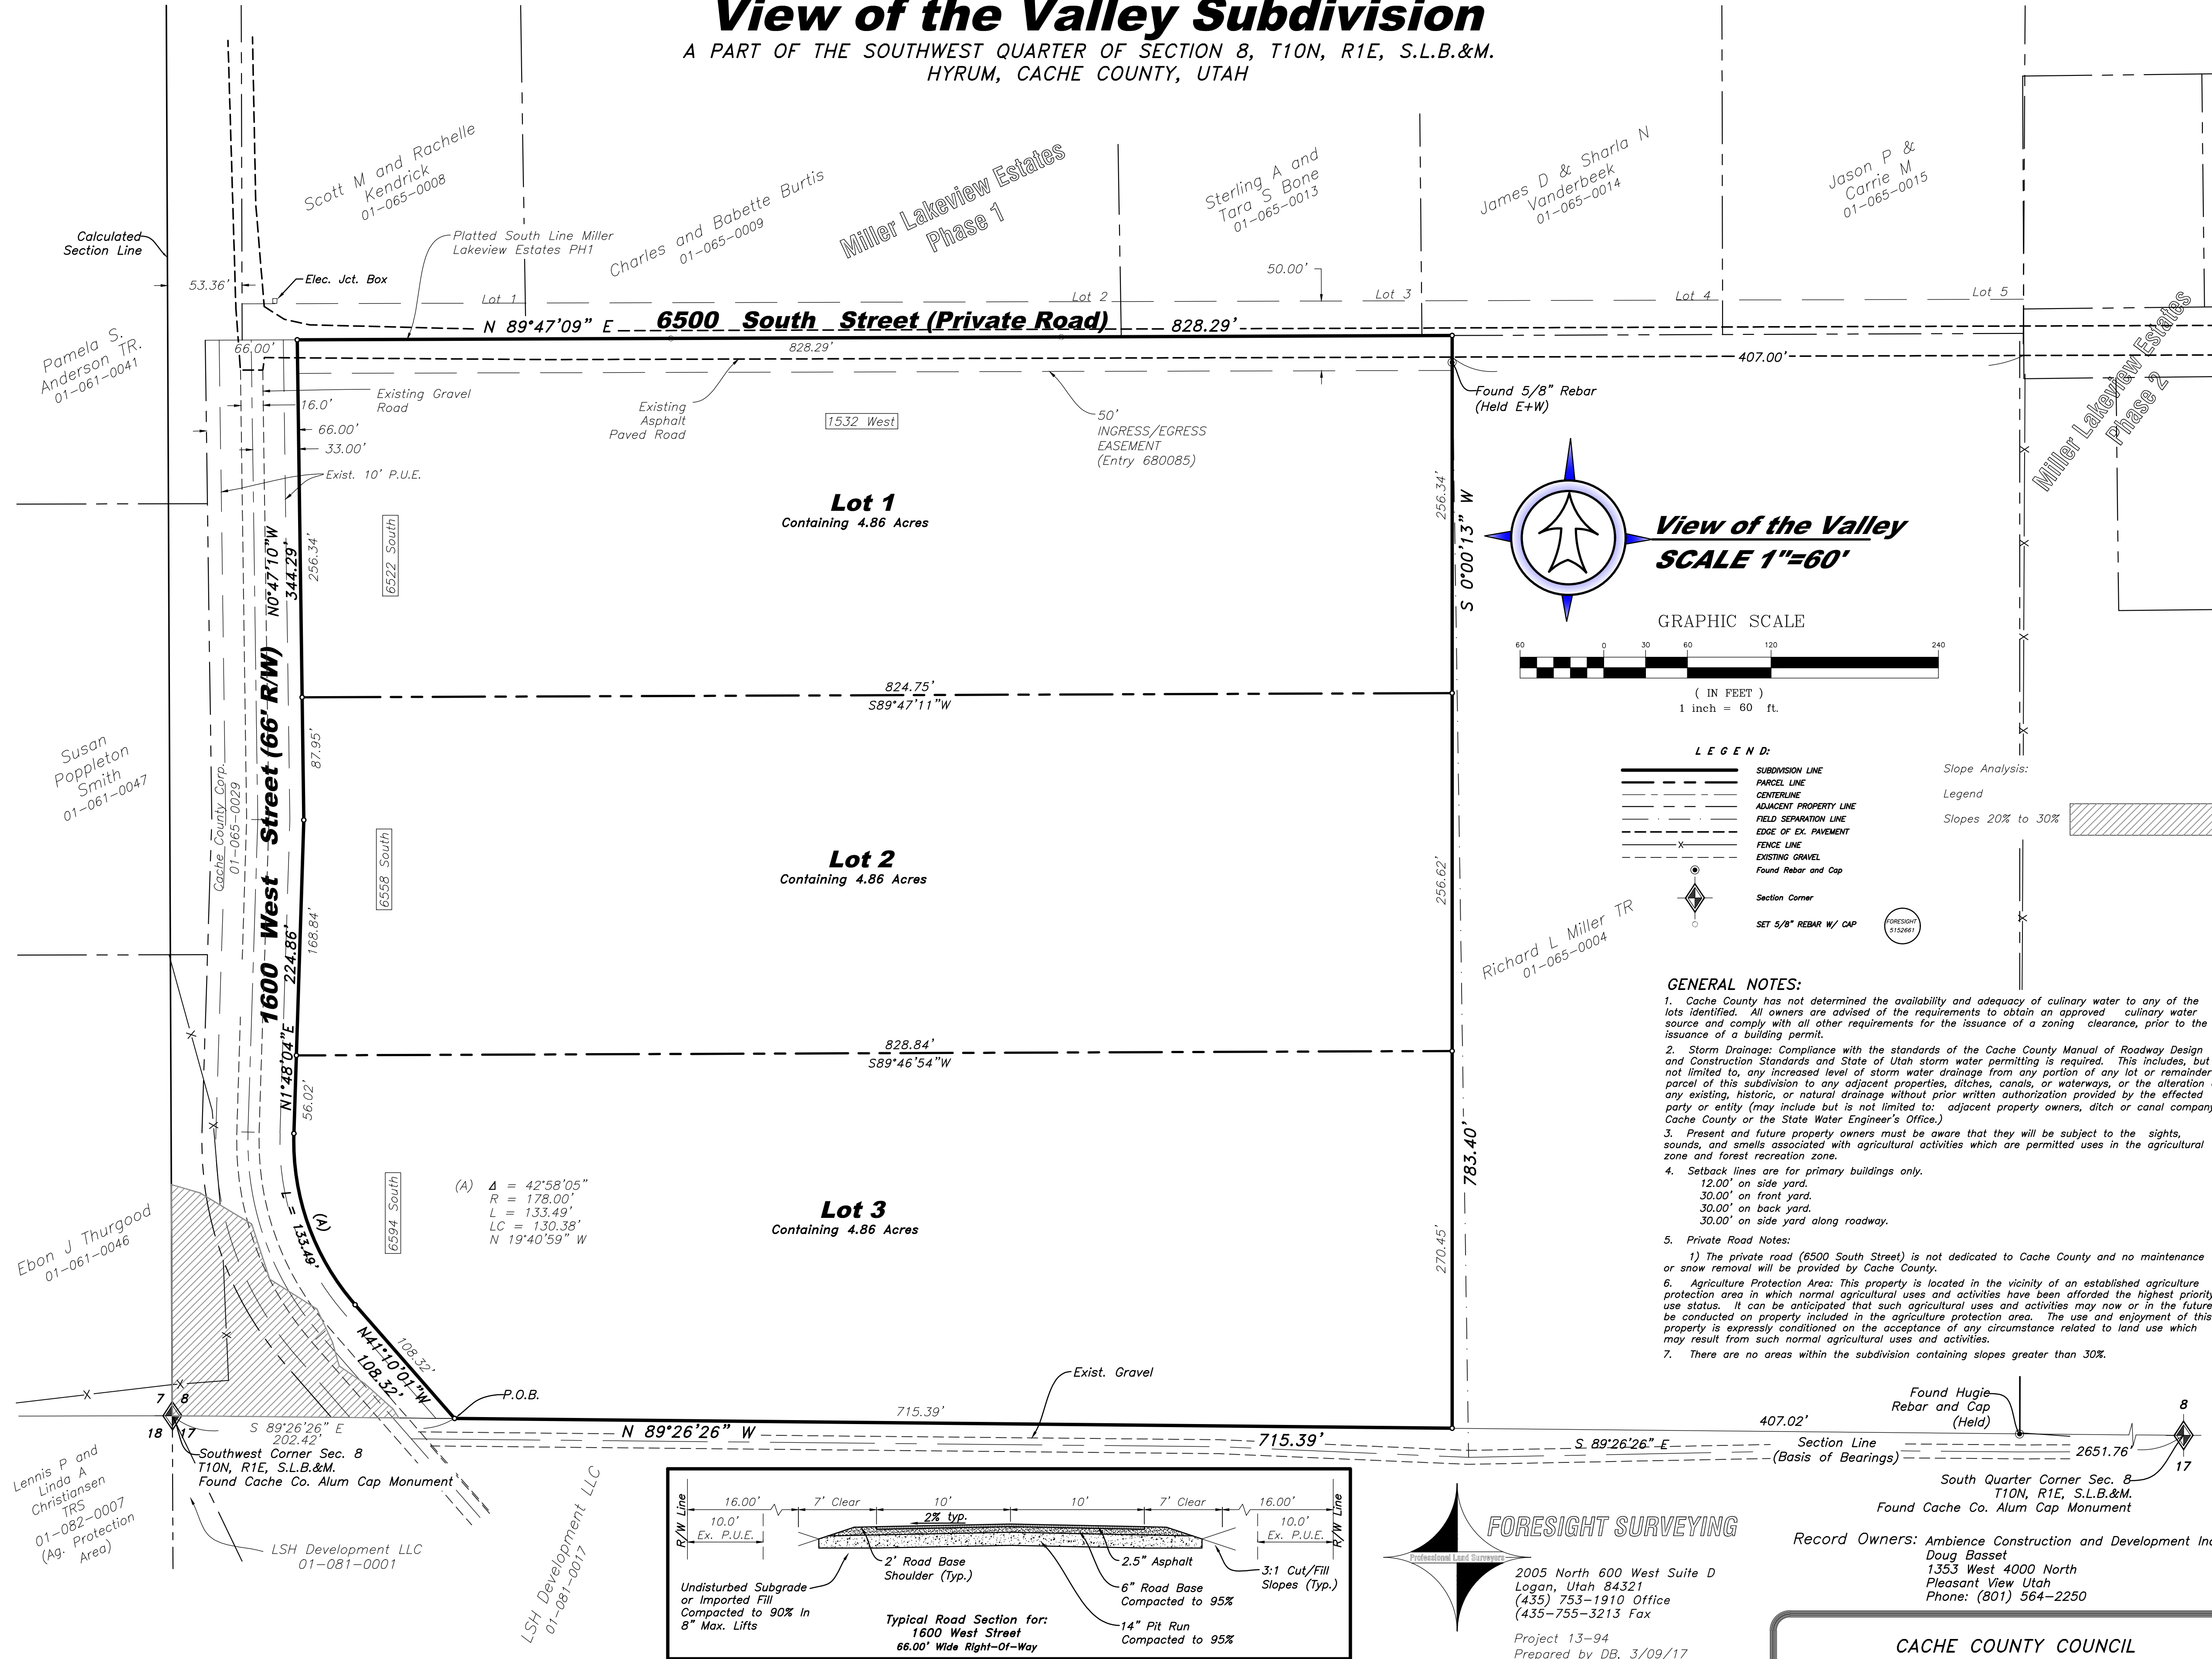 View of the Valley Subdivision
A PART OF THE SOUTHWEST QUARTER OF SECTION 8, T10N, R1E, S.L.B.&M.
HYRUM, CACHE COUNTY, UTAH
Scott M and Rachelle
Kendrick
01-065-0008
Charles and Babette Burtis
01-065-0009
Miller Lakeview Estates
Phase 1
Sterling A and
Tara S Bone
01-065-0013
James D & Sharla N
Vanderbeek
01-065-0014
Jason P &
Carrie M
01-065-0015
Calculated
Section Line
Platted South Line Miller
Lakeview Estates PH1
53.36'
Elec. Jct. Box
50.00'
Lot 1
Lot 2
Lot 3
Lot 4
Lot 5
N 89°47'09" E
6500 South Street (Private Road)
828.29'
Pamela S.
Anderson TR.
01-061-0041
66.00'
828.29'
407.00'
Miller Lakeview Estates
Phase 2
Existing Gravel
Road
16.0'
66.00'
33.00'
Exist. 10' P.U.E.
Existing
Asphalt
Paved Road
1532 West
50'
INGRESS/EGRESS
EASEMENT
(Entry 680085)
Found 5/8" Rebar
(Held E+W)
Lot 1
Containing 4.86 Acres
6522 South
N0°47'10"W
344.29'
256.34'
256.34'
S 0°00'13" W
View of the Valley
SCALE 1"=60'
GRAPHIC SCALE
60
0
30
60
120
240
( IN FEET )
1 inch = 60 ft.
824.75'
S89°47'11"W
Susan
Poppleton
Smith
01-061-0047
Cache County Corp.
01-065-0029
1600 West Street (66' R/W)
87.95'
L E G E N D:
SUBDIVISION LINE
PARCEL LINE
CENTERLINE
ADJACENT PROPERTY LINE
FIELD SEPARATION LINE
EDGE OF EX. PAVEMENT
FENCE LINE
EXISTING GRAVEL
Found Rebar and Cap
Section Corner
SET 5/8" REBAR W/ CAP
FORESIGHT
5152661
Slope Analysis:
Legend
Slopes 20% to 30%
Lot 2
Containing 4.86 Acres
6558 South
224.86'
168.84'
256.62'
Richard L Miller TR
01-065-0004
828.84'
S89°46'54"W
N1°48'04"E
56.02'
GENERAL NOTES:
1. Cache County has not determined the availability and adequacy of culinary water to any of the
lots identified. All owners are advised of the requirements to obtain an approved culinary water
source and comply with all other requirements for the issuance of a zoning clearance, prior to the
issuance of a building permit.
2. Storm Drainage: Compliance with the standards of the Cache County Manual of Roadway Design
and Construction Standards and State of Utah storm water permitting is required. This includes, but
not limited to, any increased level of storm water drainage from any portion of any lot or remainder
parcel of this subdivision to any adjacent properties, ditches, canals, or waterways, or the alteration
any existing, historic, or natural drainage without prior written authorization provided by the effected
party or entity (may include but is not limited to: adjacent property owners, ditch or canal company
Cache County or the State Water Engineer's Office.)
3. Present and future property owners must be aware that they will be subject to the sights,
sounds, and smells associated with agricultural activities which are permitted uses in the agricultural
zone and forest recreation zone.
4. Setback lines are for primary buildings only.
12.00' on side yard.
30.00' on front yard.
30.00' on back yard.
30.00' on side yard along roadway.
5. Private Road Notes:
1) The private road (6500 South Street) is not dedicated to Cache County and no maintenance
or snow removal will be provided by Cache County.
6. Agriculture Protection Area: This property is located in the vicinity of an established agriculture
protection area in which normal agricultural uses and activities have been afforded the highest priority
use status. It can be anticipated that such agricultural uses and activities may now or in the future
be conducted on property included in the agriculture protection area. The use and enjoyment of this
property is expressly conditioned on the acceptance of any circumstance related to land use which
may result from such normal agricultural uses and activities.
7. There are no areas within the subdivision containing slopes greater than 30%.
783.40'
Ebon J Thurgood
01-061-0046
L = 133.49'
(A)
6594 South
(A) Δ = 42°58'05"
R = 178.00'
L = 133.49'
LC = 130.38'
N 19°40'59" W
Lot 3
Containing 4.86 Acres
270.45'
N41°10'01"W
108.32'
108.32'
P.O.B.
Exist. Gravel
715.39'
N 89°26'26" W
715.39'
7 8
18 17
S 89°26'26" E
202.42'
Southwest Corner Sec. 8
T10N, R1E, S.L.B.&M.
Found Cache Co. Alum Cap Monument
Found Hugie
Rebar and Cap
(Held)
407.02'
S 89°26'26" E
Section Line
(Basis of Bearings)
2651.76'
8
17
South Quarter Corner Sec. 8
T10N, R1E, S.L.B.&M.
Found Cache Co. Alum Cap Monument
Lennis P and
Linda A
Christiansen
TRS
01-082-0007
(Ag. Protection
Area)
LSH Development LLC
01-081-0001
LSH Development LLC
01-081-0017
R/W Line
16.00'
7' Clear
10'
10'
7' Clear
16.00'
R/W Line
10.0'
Ex. P.U.E.
2% typ.
10.0'
Ex. P.U.E.
2' Road Base
Shoulder (Typ.)
2.5" Asphalt
6" Road Base
Compacted to 95%
3:1 Cut/Fill
Slopes (Typ.)
Undisturbed Subgrade
or Imported Fill
Compacted to 90% In
8" Max. Lifts
14" Pit Run
Compacted to 95%
Typical Road Section for:
1600 West Street
66.00' Wide Right-Of-Way
FORESIGHT SURVEYING
Professional Land Surveyors
2005 North 600 West Suite D
Logan, Utah 84321
(435) 753-1910 Office
(435-755-3213 Fax
Project 13-94
Prepared by DB, 3/09/17
Record Owners: Ambience Construction and Development Inc
Doug Basset
1353 West 4000 North
Pleasant View Utah
Phone: (801) 564-2250
CACHE COUNTY COUNCIL